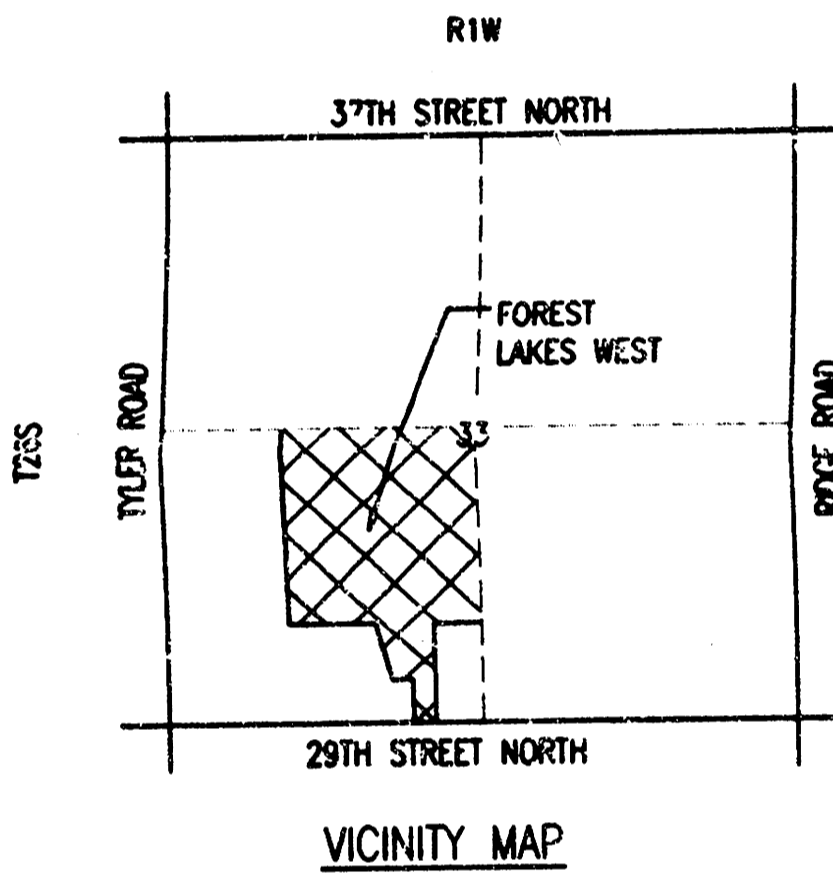 R1W
37TH STREET NORTH
FOREST
LAKES WEST
TYLER ROAD
T26S
33
RIDGE ROAD
29TH STREET NORTH
VICINITY MAP